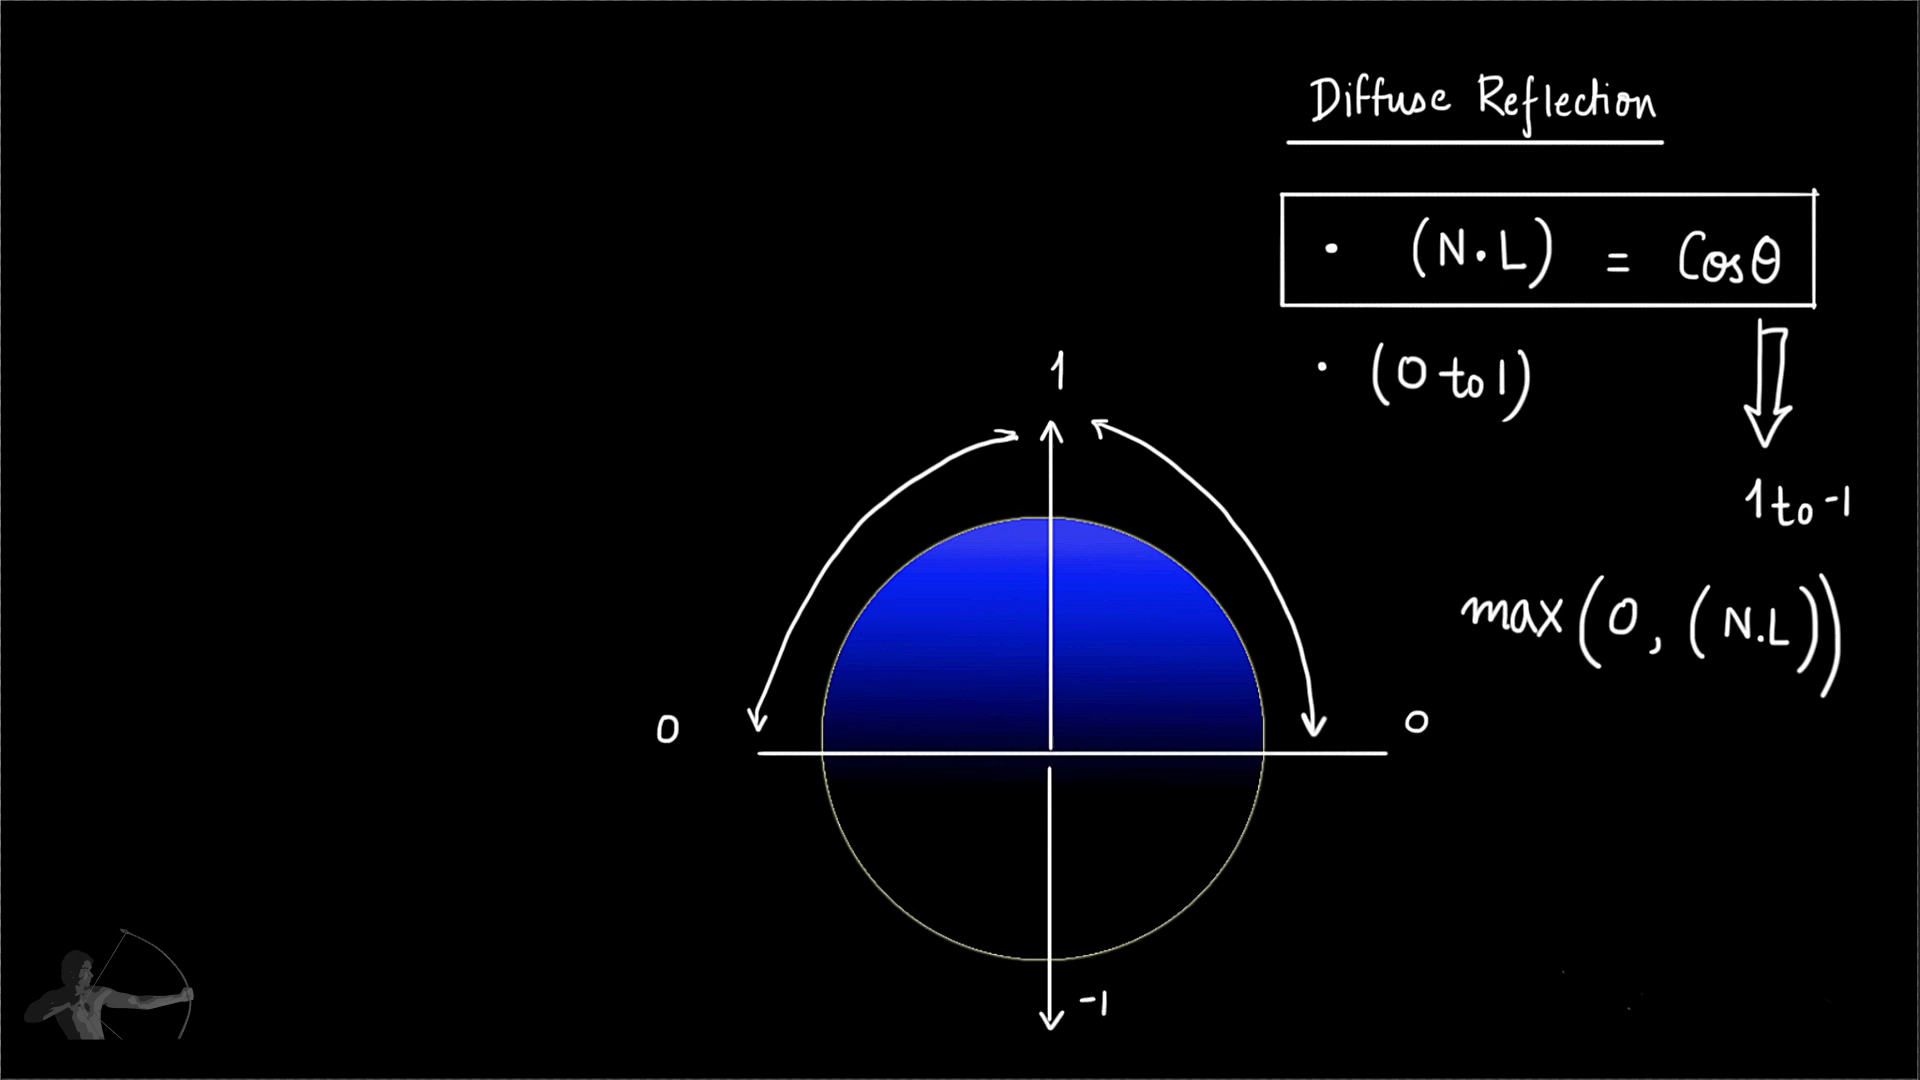 Diffuse Reflection
• (N.L) = Cosθ
• (0 to 1)
1 to -1
max(0, (N.L))
1
0
0
-1